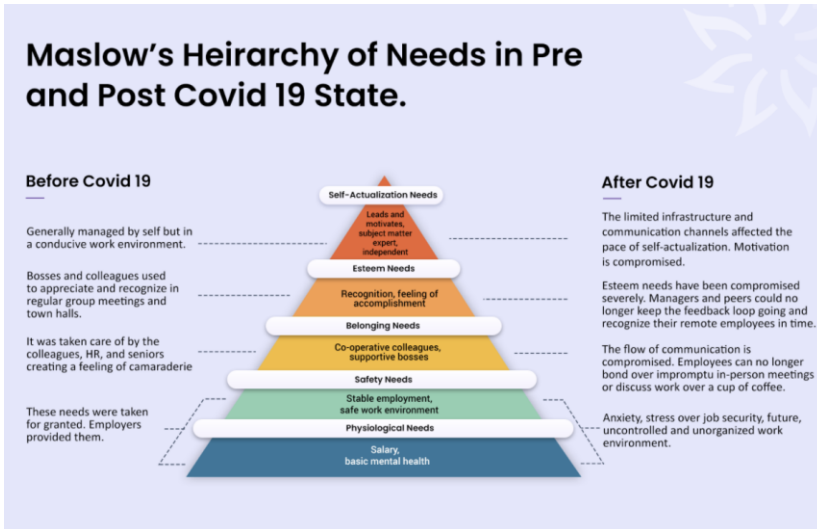 Maslow's Heirarchy of Needs in Pre
and Post Covid 19 State.
Before Covid 19
Generally managed by self but in
a conducive work environment.
Bosses and colleagues used
to appreciate and recognize in
regular group meetings and
town halls.
It was taken care of by the
colleagues, HR, and seniors
creating a feeling of camaraderie
These needs were taken
for granted. Employers
provided them.
Self-Actualization Needs
Leads and
motivates,
subject matter
expert,
independent
Esteem Needs
Recognition, feeling of
accomplishment
Belonging Needs
Co-operative colleagues,
supportive bosses
Safety Needs
Stable employment,
safe work environment
Physiological Needs
Salary,
basic mental health
After Covid 19
The limited infrastructure and
communication channels affected the
pace of self-actualization. Motivation
is compromised.
Esteem needs have been compromised
severely. Managers and peers could no
longer keep the feedback loop going and
recognize their remote employees in time.
The flow of communication is
compromised. Employees can no longer
bond over impromptu in-person meetings
or discuss work over a cup of coffee.
Anxiety, stress over job security, future,
uncontrolled and unorganized work
environment.